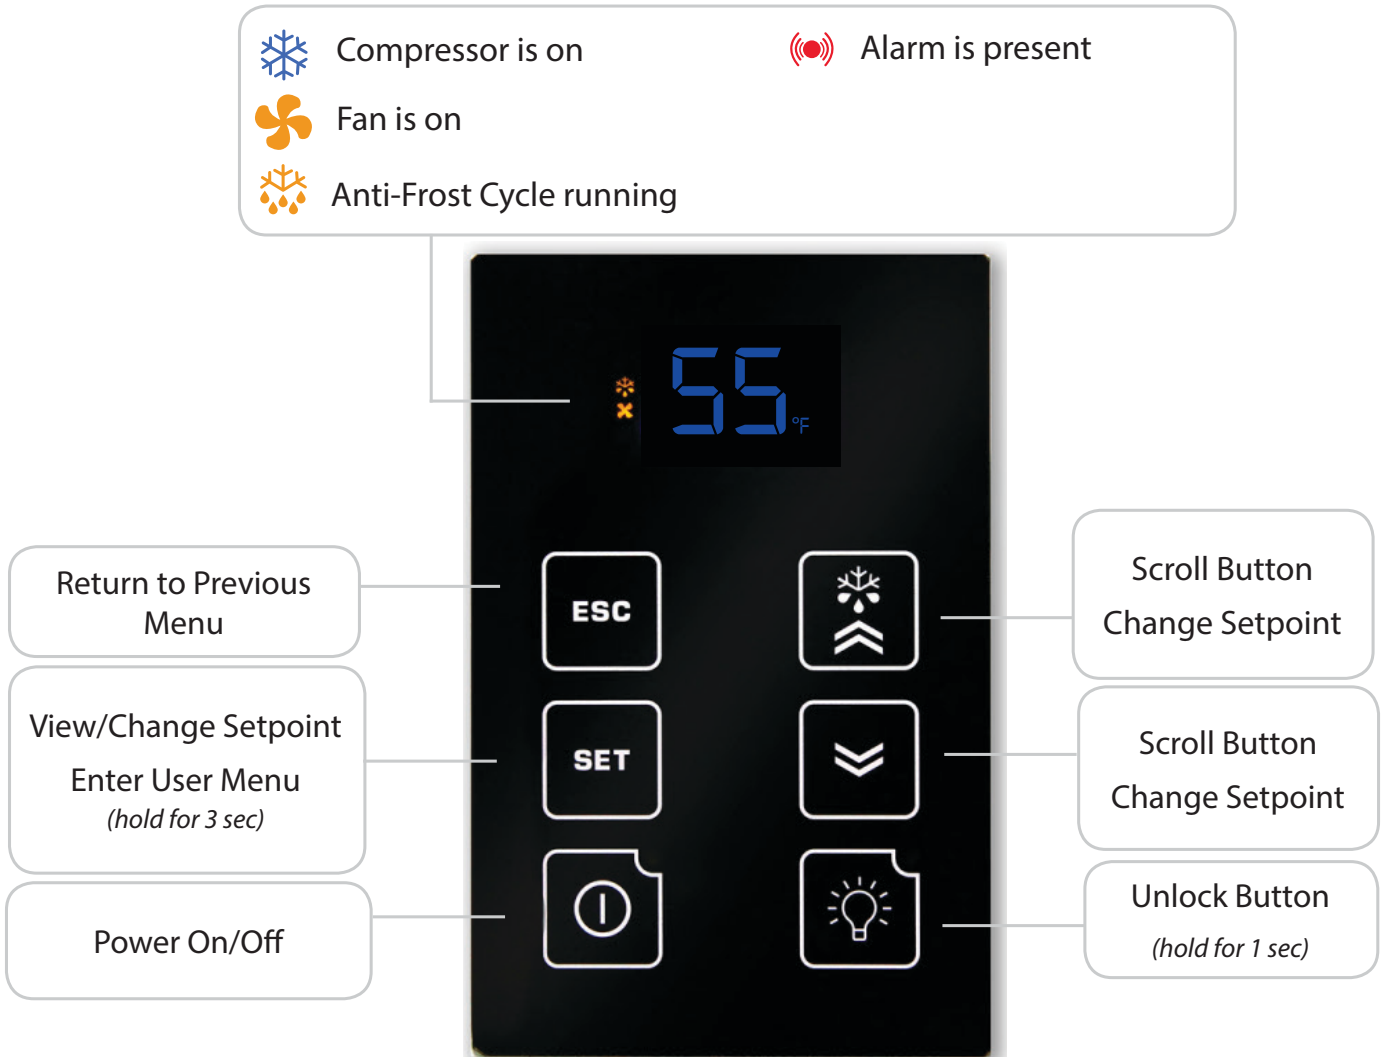 Compressor is on
Alarm is present
Fan is on
Anti-Frost Cycle running
55 °F
Return to Previous
Menu
ESC
Scroll Button
Change Setpoint
View/Change Setpoint
Enter User Menu
(hold for 3 sec)
SET
Scroll Button
Change Setpoint
Power On/Off
Unlock Button
(hold for 1 sec)